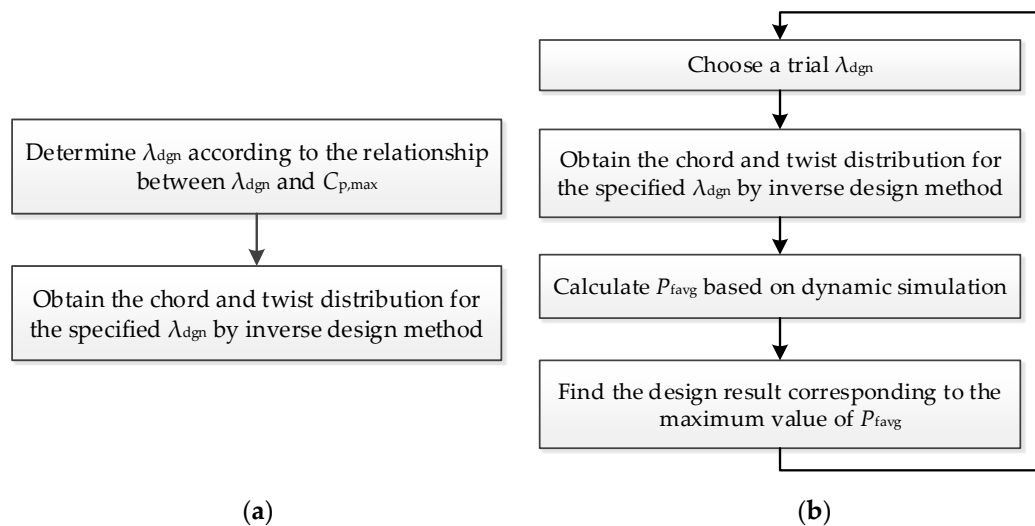 Determine λdgn according to the relationship
between λdgn and Cp,max
Obtain the chord and twist distribution for
the specified λdgn by inverse design method
(a)
Choose a trial λdgn
Obtain the chord and twist distribution for
the specified λdgn by inverse design method
Calculate Pfavg based on dynamic simulation
Find the design result corresponding to the
maximum value of Pfavg
(b)